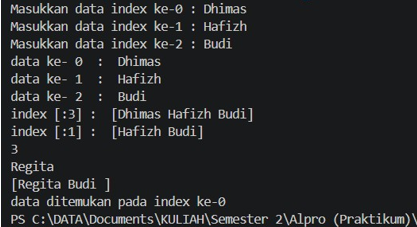 Masukkan data index ke-0 : Dhimas
Masukkan data index ke-1 : Hafizh
Masukkan data index ke-2 : Budi
data ke- 0  :  Dhimas
data ke- 1  :  Hafizh
data ke- 2  :  Budi
index [:3] :  [Dhimas Hafizh Budi]
index [:1] :  [Hafizh Budi]
3
Regita
[Regita Budi ]
data ditemukan pada index ke-0
PS C:\DATA\Documents\KULIAH\Semester 2\Alpro (Praktikum)\